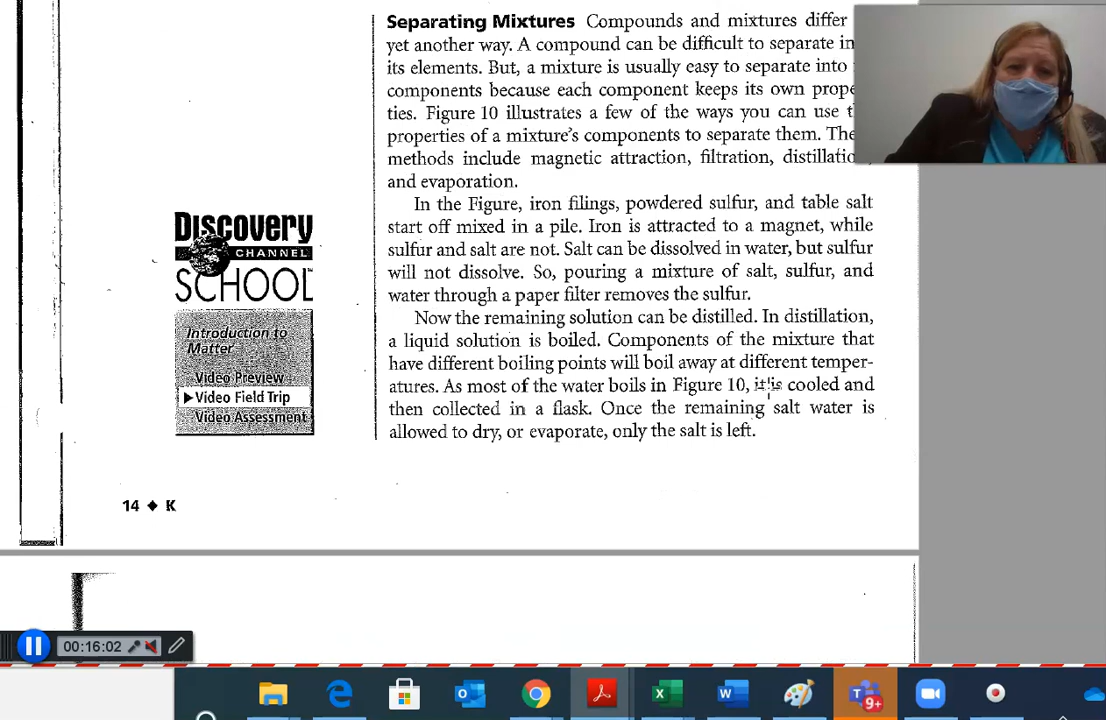 Separating Mixtures Compounds and mixtures differ
yet another way. A compound can be difficult to separate in
its elements. But, a mixture is usually easy to separate into
components because each component keeps its own prope
ties. Figure 10 illustrates a few of the ways you can use t
properties of a mixture's components to separate them. The
methods include magnetic attraction, filtration, distillatio,
and evaporation.
In the Figure, iron filings, powdered sulfur, and table salt
start off mixed in a pile. Iron is attracted to a magnet, while
sulfur and salt are not. Salt can be dissolved in water, but sulfur
will not dissolve. So, pouring a mixture of salt, sulfur, and
water through a paper filter removes the sulfur.
Now the remaining solution can be distilled. In distillation,
a liquid solution is boiled. Components of the mixture that
have different boiling points will boil away at different temper-
atures. As most of the water boils in Figure 10, it is cooled and
then collected in a flask. Once the remaining salt water is
allowed to dry, or evaporate, only the salt is left.
Discovery
CHANNEL
SCHOOL™
Introduction to
Matter
Video Preview
▶Video Field Trip
Video Assessment
14 ◆ K
00:16:02
9+